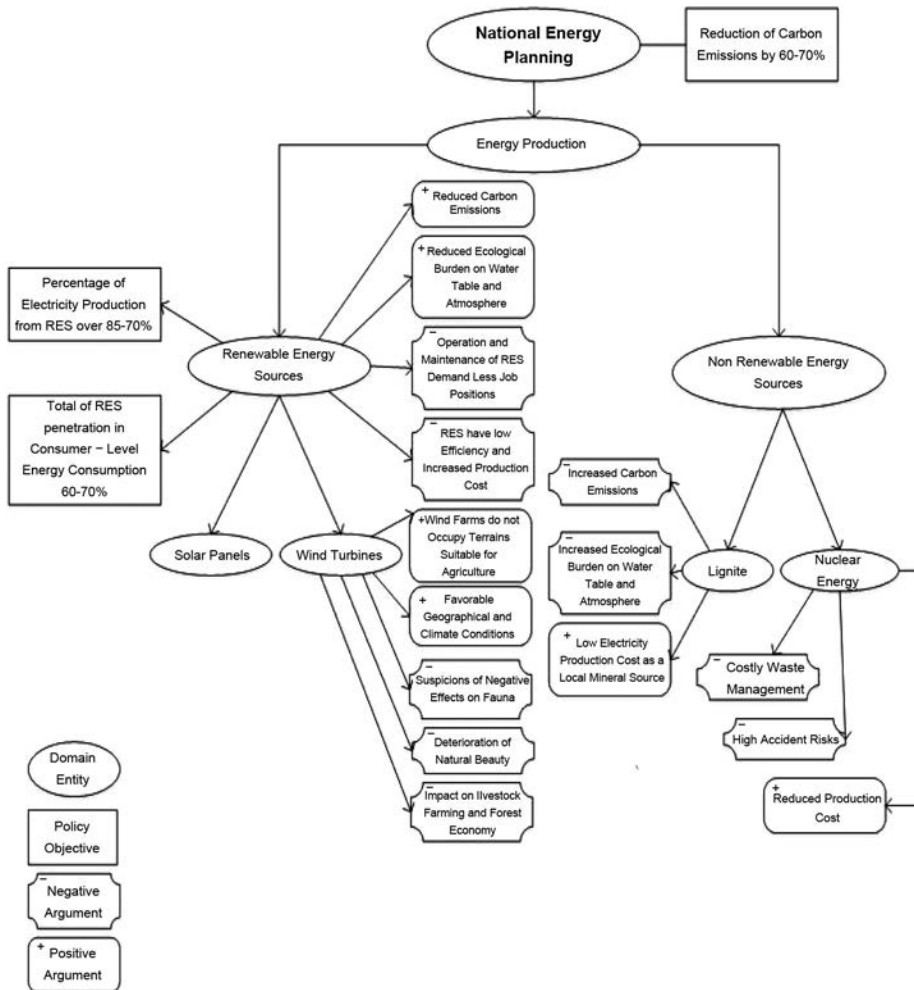 National Energy
Planning
Reduction of Carbon
Emissions by 60-70%
Energy Production
+ Reduced Carbon
Emissions
+ Reduced Ecological
Burden on Water
Table and
Atmosphere
Percentage of
Electricity Production
from RES over 85-70%
− Operation and
Maintenance of RES
Demand Less Job
Positions
Renewable Energy
Sources
Non Renewable Energy
Sources
Total of RES
penetration in
Consumer − Level
Energy Consumption
60-70%
− RES have low
Efficiency and
Increased Production
Cost
− Increased Carbon
Emissions
Solar Panels
Wind Turbines
+Wind Farms do not
Occupy Terrains
Suitable for
Agriculture
− Increased Ecological
Burden on Water
Table and
Atmosphere
Lignite
Nuclear
Energy
+ Favorable
Geographical and
Climate Conditions
+ Low Electricity
Production Cost as a
Local Mineral Source
− Suspicions of Negative
Effects on Fauna
− Costly Waste
Management
− Deterioration of
Natural Beauty
− High Accident Risks
− Impact on lIvestock
Farming and Forest
Economy
+ Reduced Production
Cost
Domain
Entity
Policy
Objective
− Negative
Argument
+ Positive
Argument